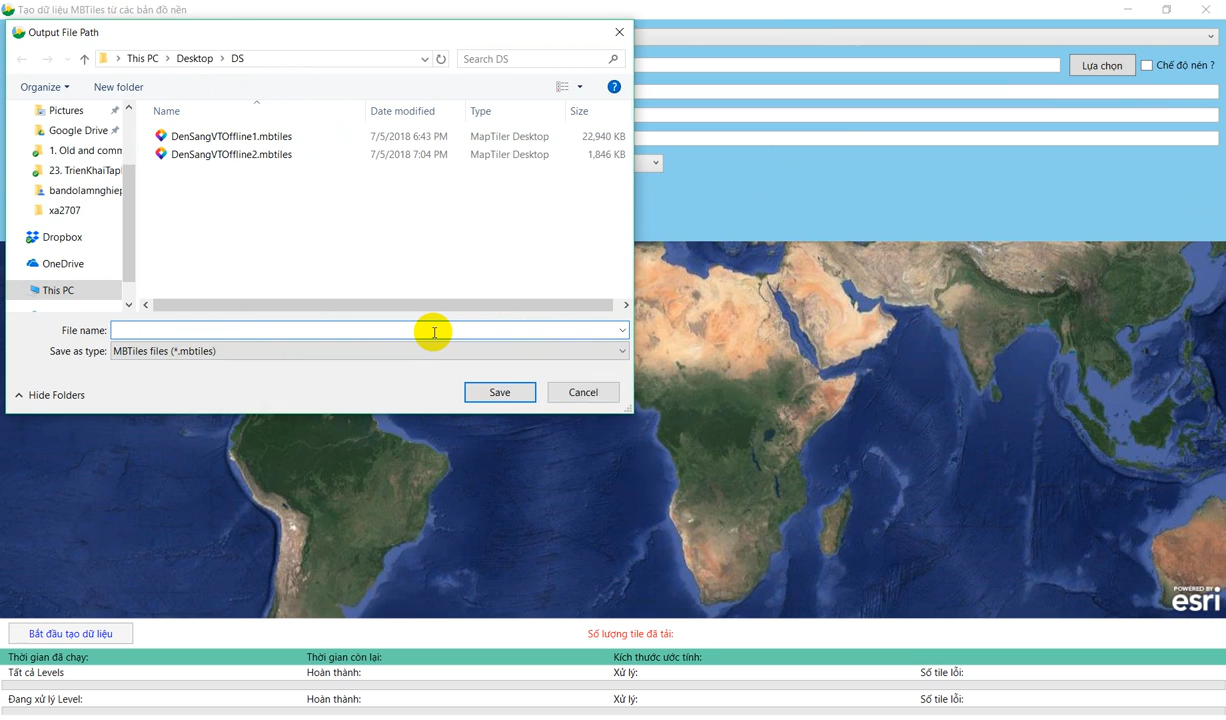 Tạo dữ liệu MBTiles từ các bản đồ nền
Output File Path
This PC > Desktop > DS
Search DS
Organize
New folder
Name Date modified Type Size
Pictures
Google Drive
1. Old and comm
23. TrienKhaiTapl
bandolamnghiep
xa2707
Dropbox
OneDrive
This PC
DenSangVTOffline1.mbtiles 7/5/2018 6:43 PM MapTiler Desktop 22,940 KB
DenSangVTOffline2.mbtiles 7/5/2018 7:04 PM MapTiler Desktop 1,846 KB
File name:
Save as type: MBTiles files (*.mbtiles)
Hide Folders
Save
Cancel
Lựa chọn
Chế độ nén ?
POWERED BY
esri
Bắt đầu tạo dữ liệu
Số lượng tile đã tải:
Thời gian đã chạy: Thời gian còn lại: Kích thước ước tính:
Tất cả Levels Hoàn thành: Xử lý: Số tile lỗi:
Đang xử lý Level: Hoàn thành: Xử lý: Số tile lỗi: